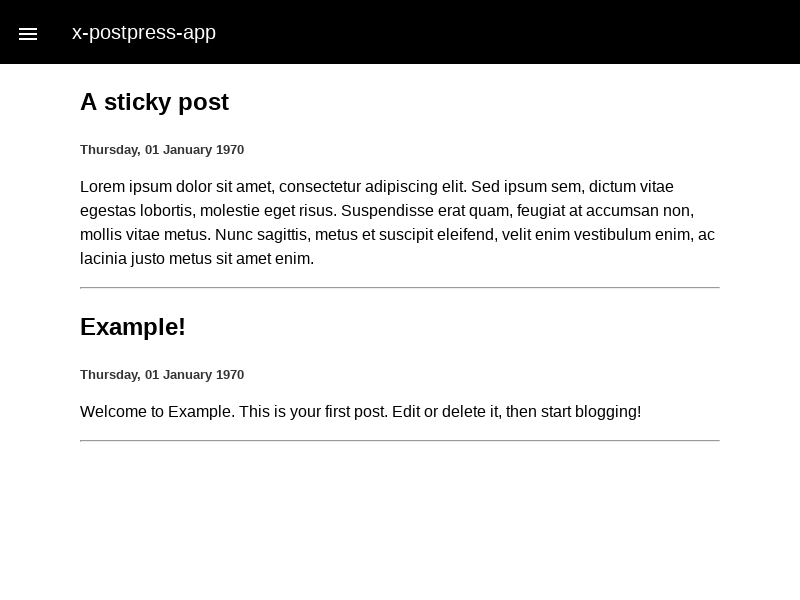 x-postpress-app
A sticky post
Thursday, 01 January 1970
Lorem ipsum dolor sit amet, consectetur adipiscing elit. Sed ipsum sem, dictum vitae
egestas lobortis, molestie eget risus. Suspendisse erat quam, feugiat at accumsan non,
mollis vitae metus. Nunc sagittis, metus et suscipit eleifend, velit enim vestibulum enim, ac
lacinia justo metus sit amet enim.
Example!
Thursday, 01 January 1970
Welcome to Example. This is your first post. Edit or delete it, then start blogging!